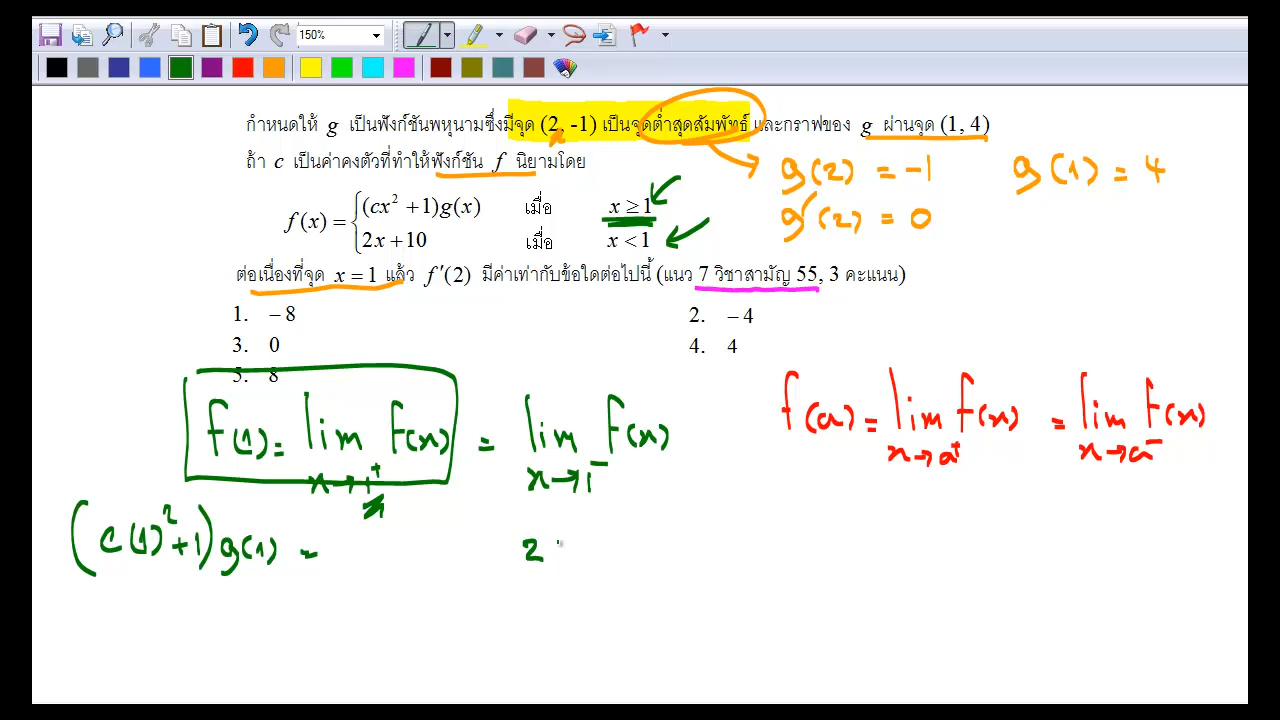 150%
กำหนดให้ g เป็นฟังก์ชันพหุนามซึ่งมีจุด (2, -1) เป็นจุดต่ำสุดสัมพัทธ์ และกราฟของ g ผ่านจุด (1, 4)
ถ้า c เป็นค่าคงตัวที่ทำให้ฟังก์ชัน f นิยามโดย
g(2) = -1 g(1) = 4
f(x) = { (cx² + 1)g(x) เมื่อ x ≥ 1
g'(2) = 0
2x + 10 เมื่อ x < 1
ต่อเนื่องที่จุด x = 1 แล้ว f′(2) มีค่าเท่ากับข้อใดต่อไปนี้ (แนว 7 วิชาสามัญ 55, 3 คะแนน)
1. – 8 2. – 4
3. 0 4. 4
5. 8
f(1) = lim x→1⁺ f(x) = lim x→1⁻ f(x)
f(a) = lim x→a⁺ f(x) = lim x→a⁻ f(x)
(c(1)² + 1) g(1) = 2